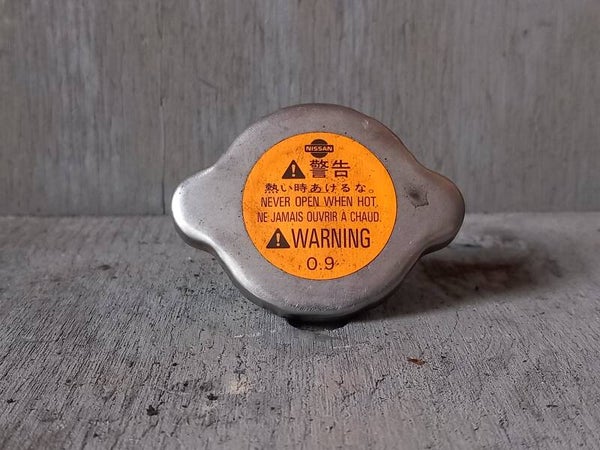 NISSAN
警告
熱い時あけるな。
NEVER OPEN WHEN HOT.
NE JAMAIS OUVRIR À CHAUD.
WARNING
0.9